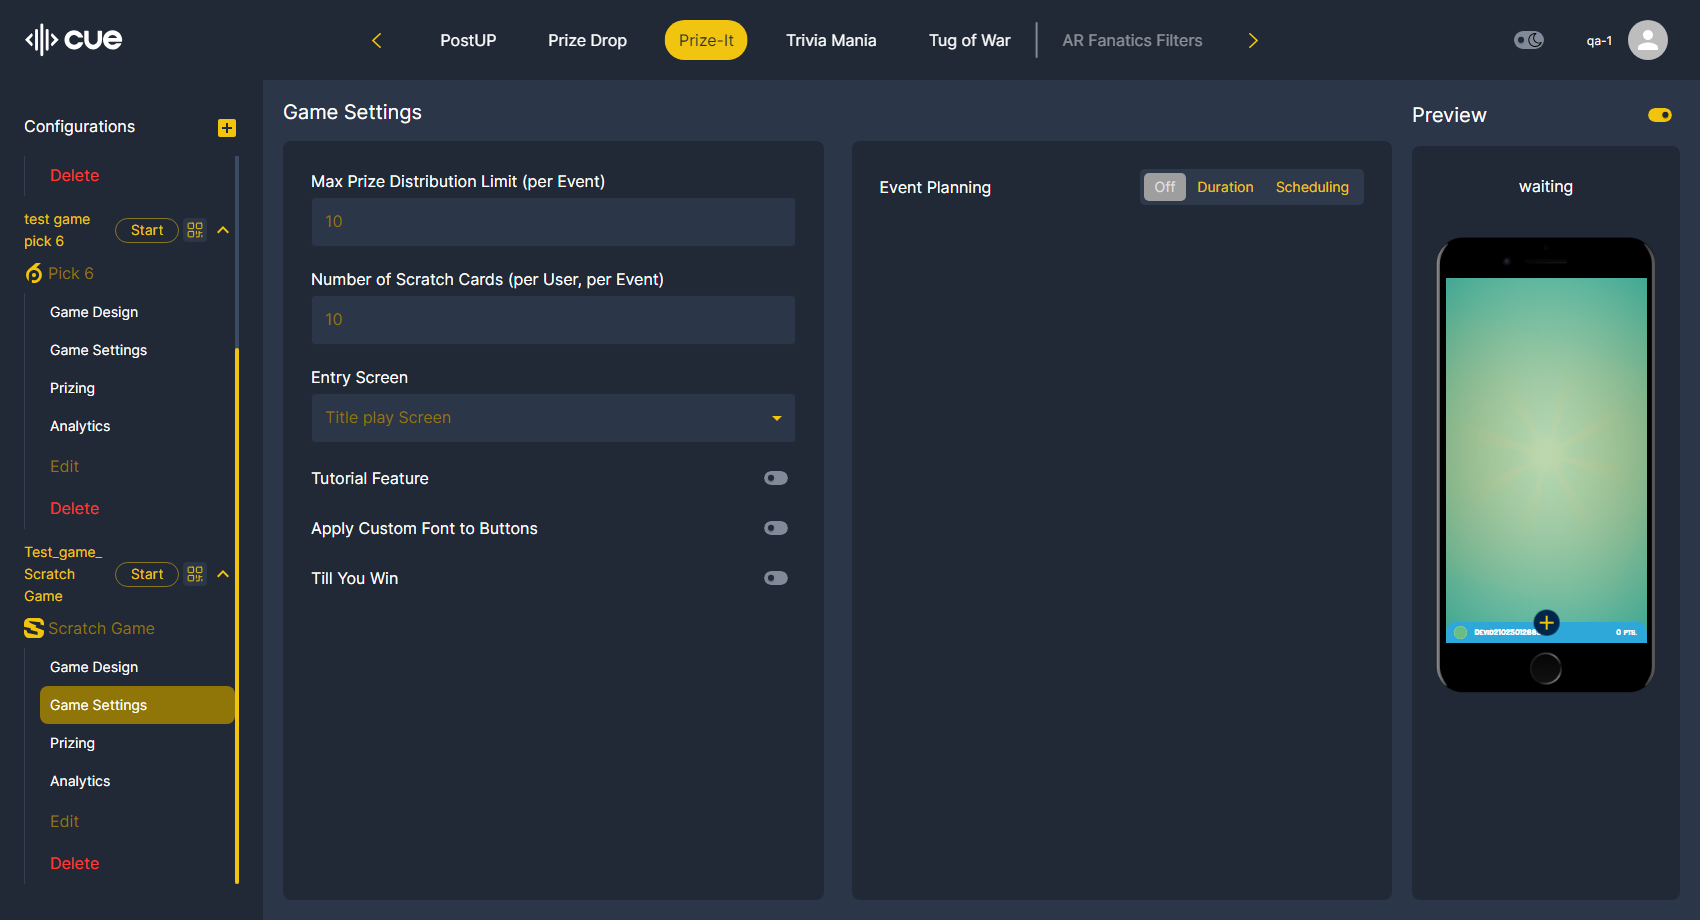 cue
PostUP
Prize Drop
Prize-It
Trivia Mania
Tug of War
AR Fanatics Filters
qa-1
Configurations
Delete
test game
pick 6
Start
Pick 6
Game Design
Game Settings
Prizing
Analytics
Edit
Delete
Test_game_
Scratch
Game
Start
Scratch Game
Game Design
Game Settings
Prizing
Analytics
Edit
Delete
Game Settings
Max Prize Distribution Limit (per Event)
10
Number of Scratch Cards (per User, per Event)
10
Entry Screen
Title play Screen
Tutorial Feature
Apply Custom Font to Buttons
Till You Win
Event Planning
Off
Duration
Scheduling
Preview
waiting
0 PTS.